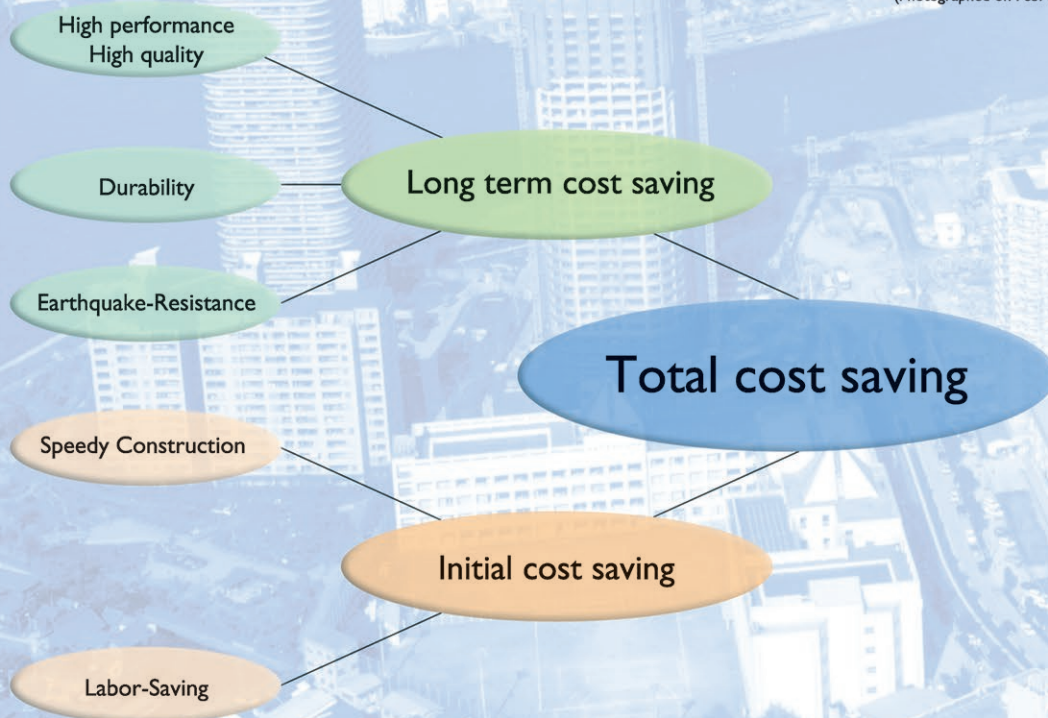 High performance
High quality
Long term cost saving
Durability
Earthquake-Resistance
Total cost saving
Speedy Construction
Initial cost saving
Labor-Saving